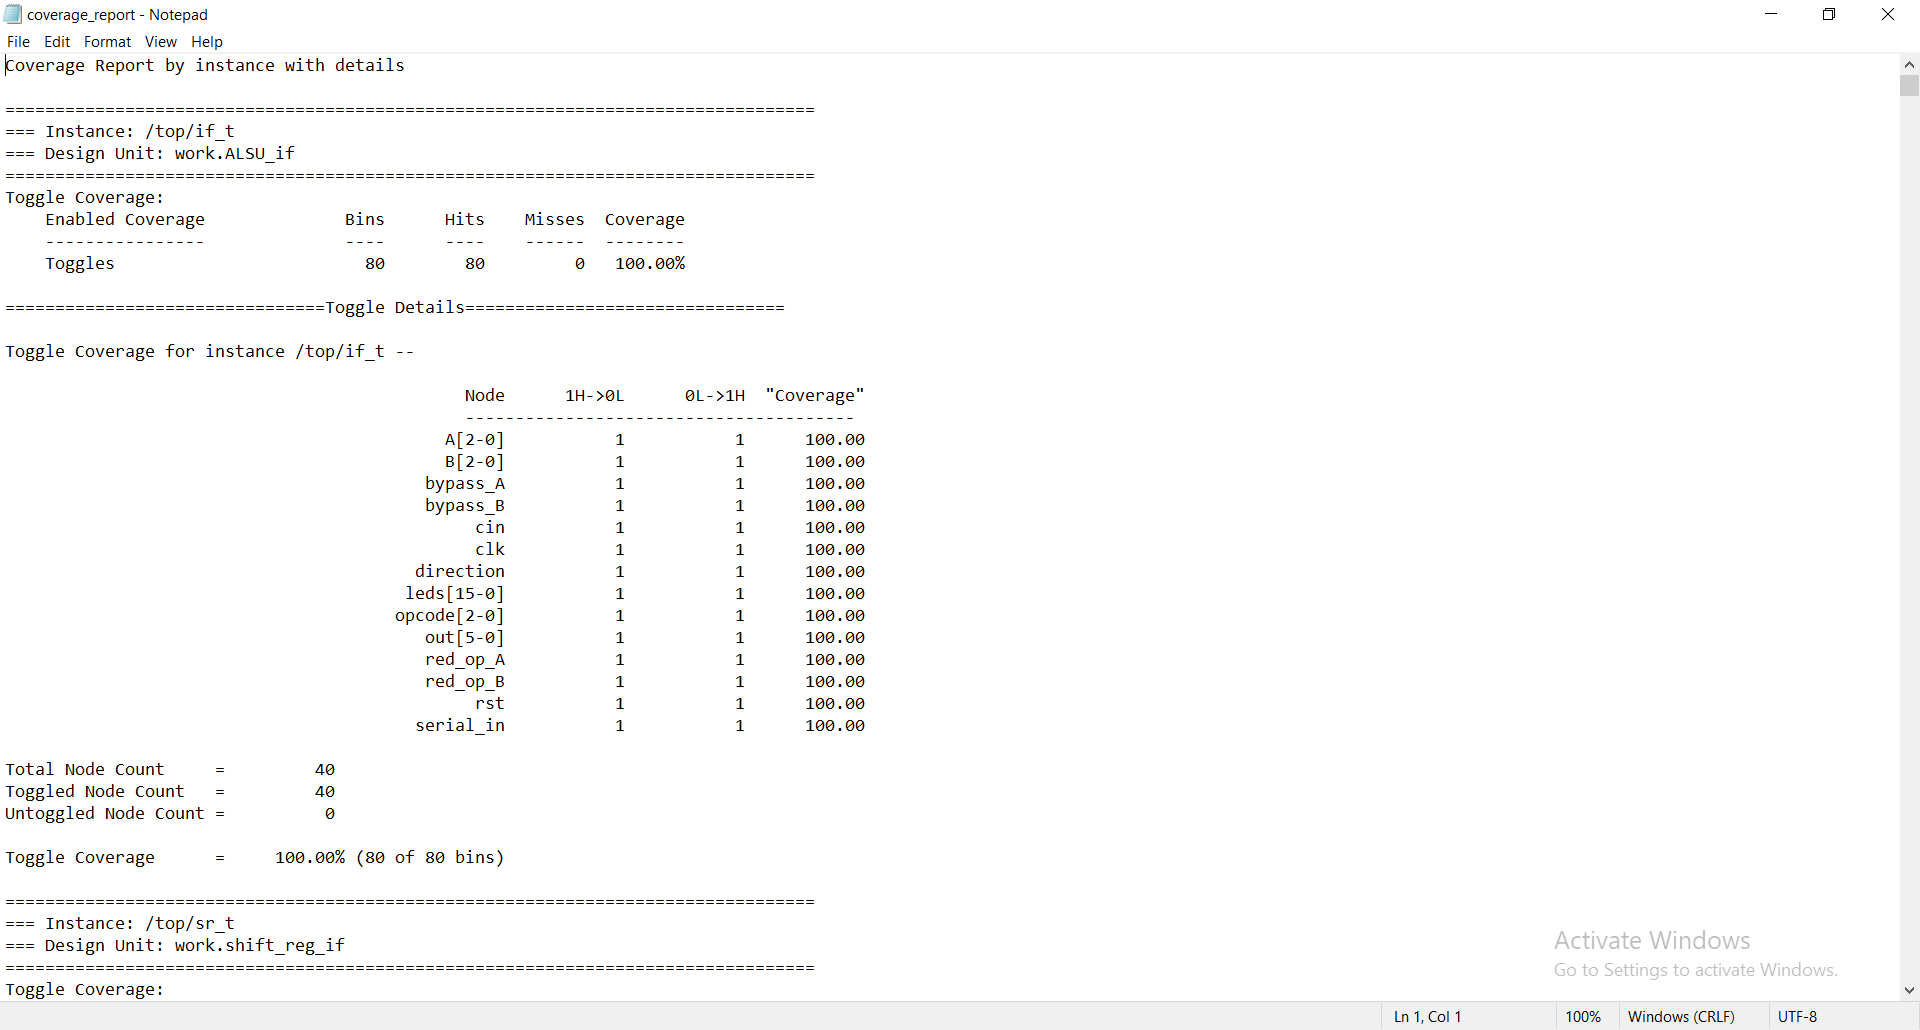 coverage_report - Notepad
File Edit Format View Help
Coverage Report by instance with details
=================================================================================
=== Instance: /top/if_t
=== Design Unit: work.ALSU_if
=================================================================================
Toggle Coverage:
    Enabled Coverage              Bins      Hits    Misses  Coverage
    ----------------              ----      ----    ------  --------
    Toggles                         80        80         0   100.00%
================================Toggle Details================================
Toggle Coverage for instance /top/if_t --
                                              Node      1H->0L      0L->1H  "Coverage"
                                              ---------------------------------------
                                            A[2-0]           1           1      100.00
                                            B[2-0]           1           1      100.00
                                          bypass_A           1           1      100.00
                                          bypass_B           1           1      100.00
                                               cin           1           1      100.00
                                               clk           1           1      100.00
                                         direction           1           1      100.00
                                        leds[15-0]           1           1      100.00
                                       opcode[2-0]           1           1      100.00
                                          out[5-0]           1           1      100.00
                                          red_op_A           1           1      100.00
                                          red_op_B           1           1      100.00
                                               rst           1           1      100.00
                                         serial_in           1           1      100.00
Total Node Count     =         40
Toggled Node Count   =         40
Untoggled Node Count =          0
Toggle Coverage      =     100.00% (80 of 80 bins)
=================================================================================
=== Instance: /top/sr_t
=== Design Unit: work.shift_reg_if
=================================================================================
Toggle Coverage:
Activate Windows
Go to Settings to activate Windows.
Ln 1, Col 1 100% Windows (CRLF) UTF-8